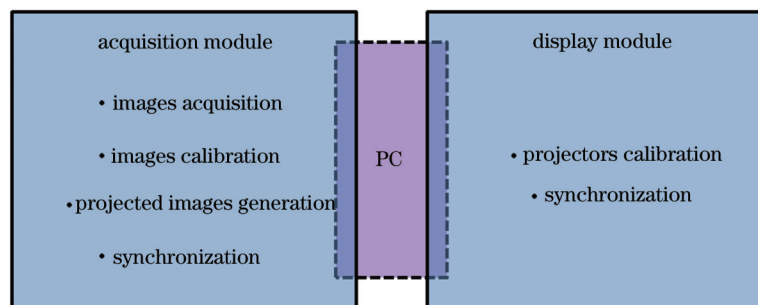 acquisition module
• images acquisition
• images calibration
• projected images generation
• synchronization
PC
display module
• projectors calibration
• synchronization